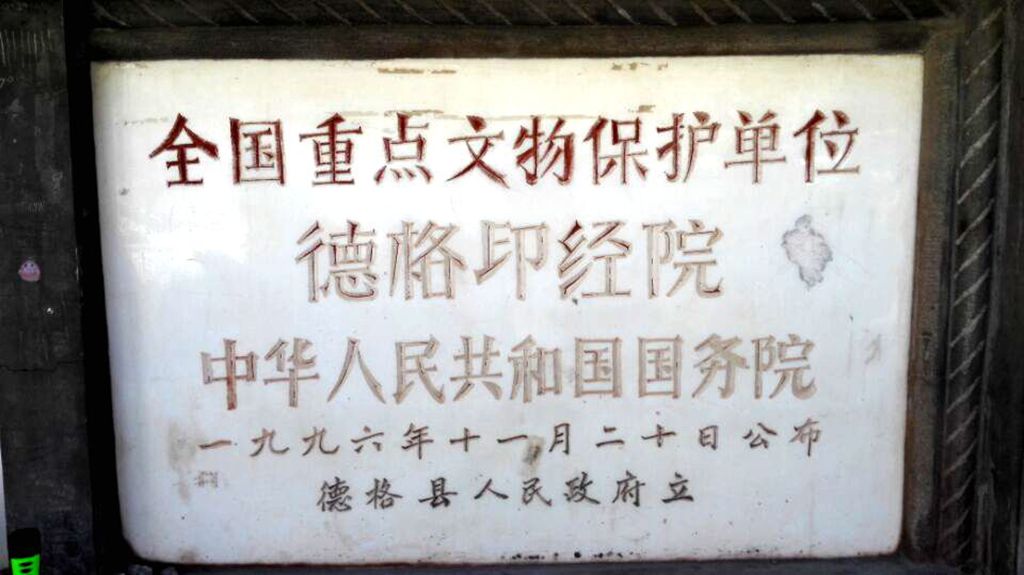 全国重点文物保护单位
德格印经院
中华人民共和国国务院
一九九六年十一月二十日公布
德格县人民政府立